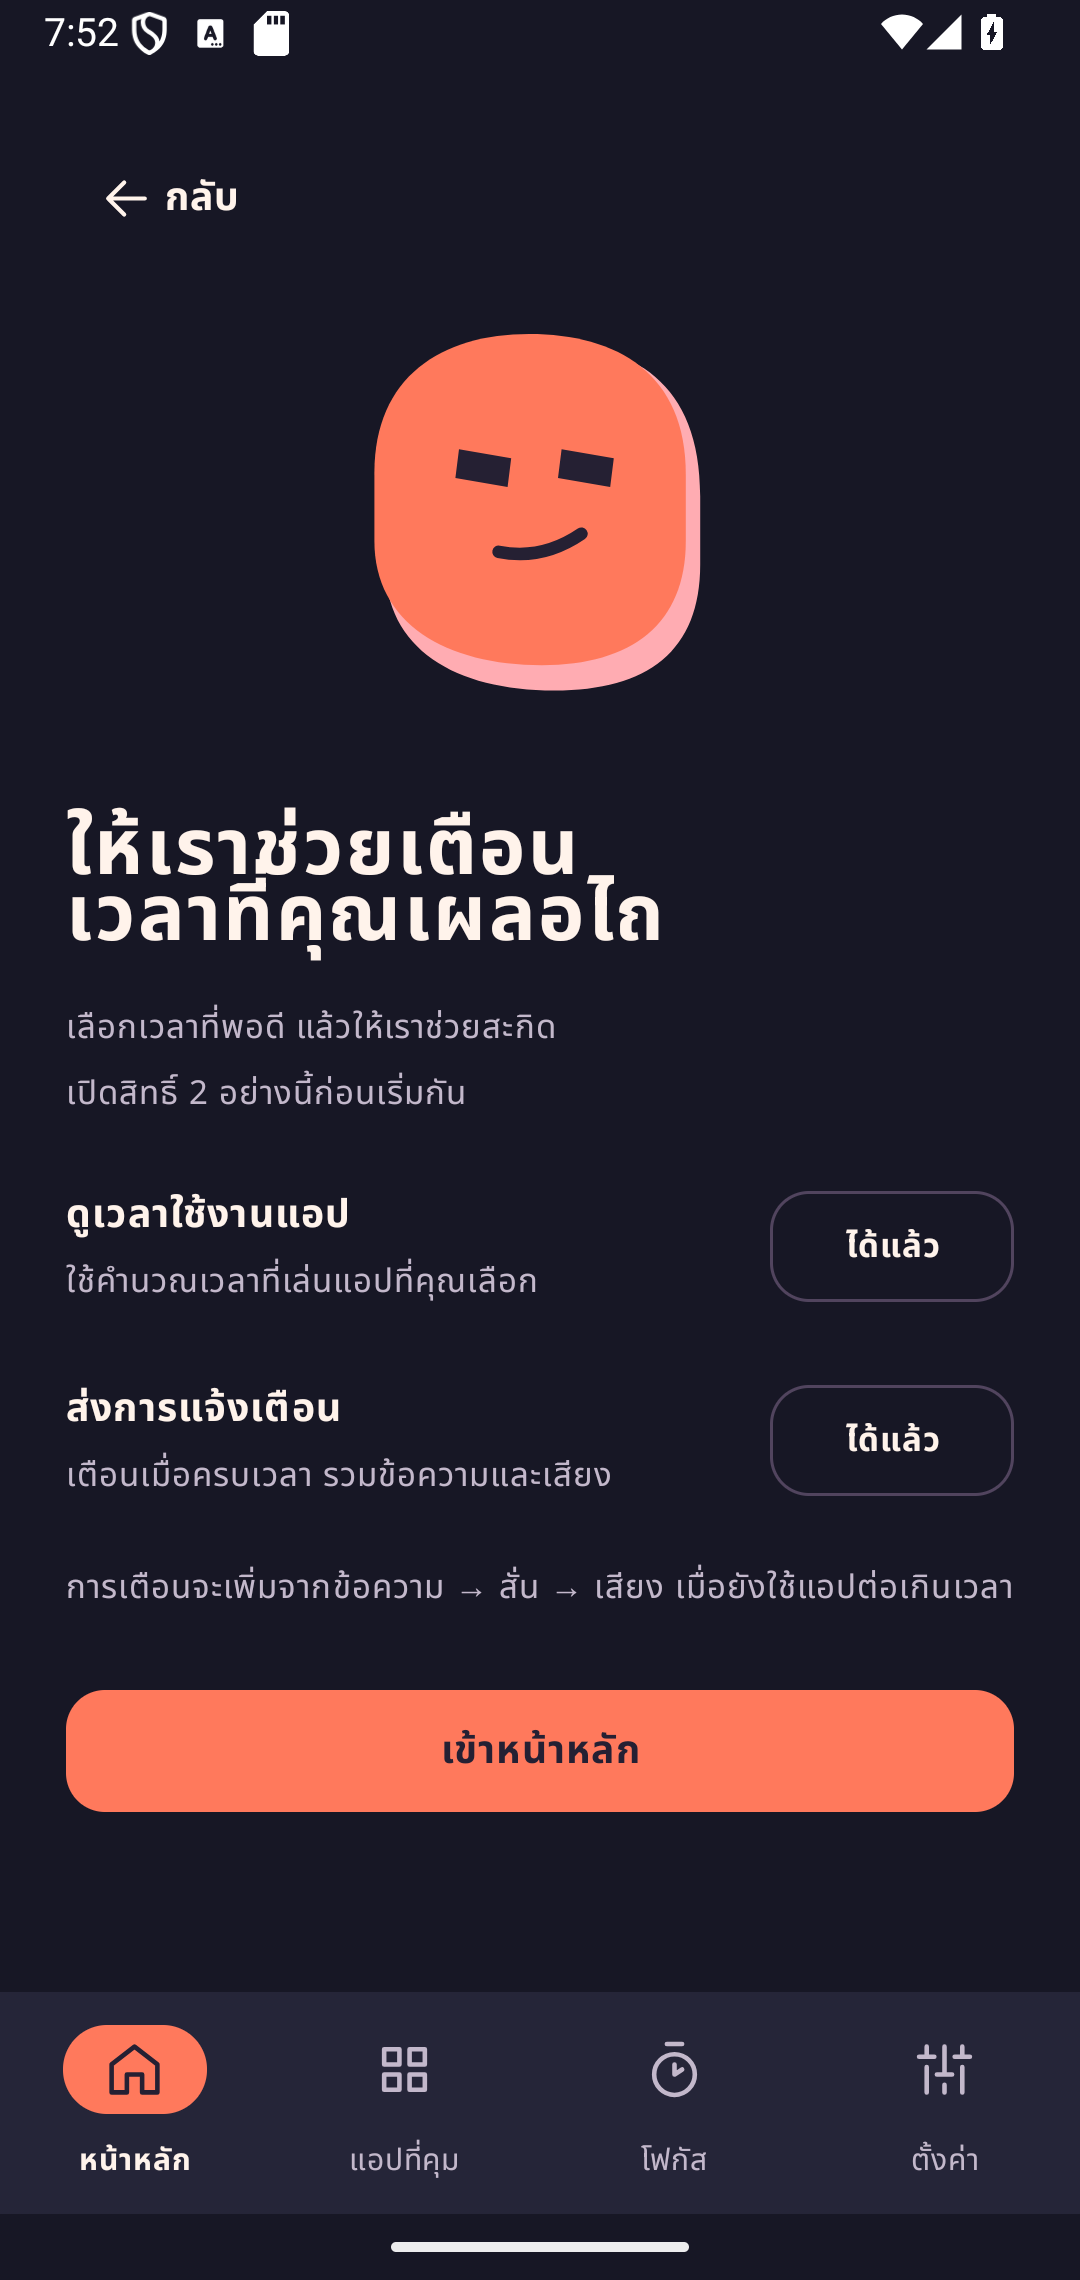 7:52
กลับ
ให้เราช่วยเตือน
เวลาที่คุณเผลอไถ
เลือกเวลาที่พอดี แล้วให้เราช่วยสะกิด
เปิดสิทธิ์ 2 อย่างนี้ก่อนเริ่มกัน
ดูเวลาใช้งานแอป
ใช้คำนวณเวลาที่เล่นแอปที่คุณเลือก
ได้แล้ว
ส่งการแจ้งเตือน
เตือนเมื่อครบเวลา รวมข้อความและเสียง
ได้แล้ว
การเตือนจะเพิ่มจากข้อความ → สั่น → เสียง เมื่อยังใช้แอปต่อเกินเวลา
เข้าหน้าหลัก
หน้าหลัก
แอปที่คุม
โฟกัส
ตั้งค่า